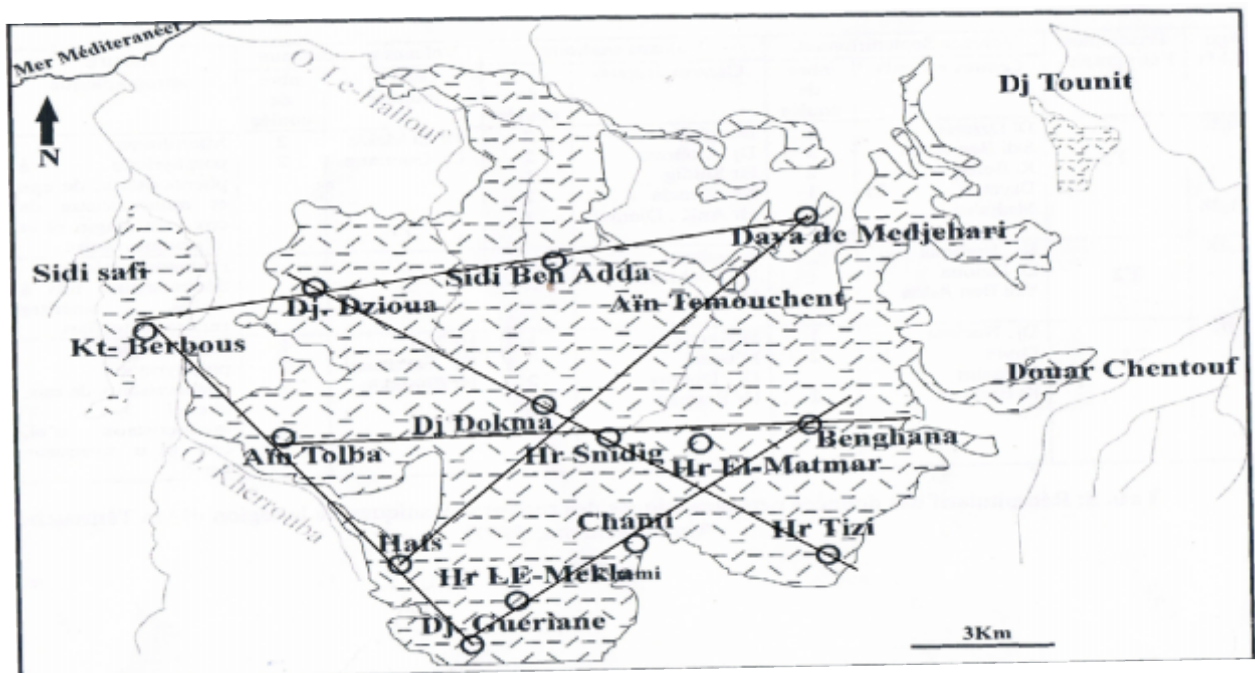 Mer Méditeranéer
N
O. Le-Hallouf
Dj Tounit
Sidi safi
Kt- Berbous
Dj. Dzioua
Sidi Ben Adda
Daya de Medjehari
Aïn Temouchent
Douar Chentouf
Dj Dokma
Aïn Tolba
Hr Snidig
Hr El-Matmar
Benghana
O. Khemouba
Hafs
Chami
Hr Tizi
Hr LE-Mekla
Dj. Gueriane
3Km